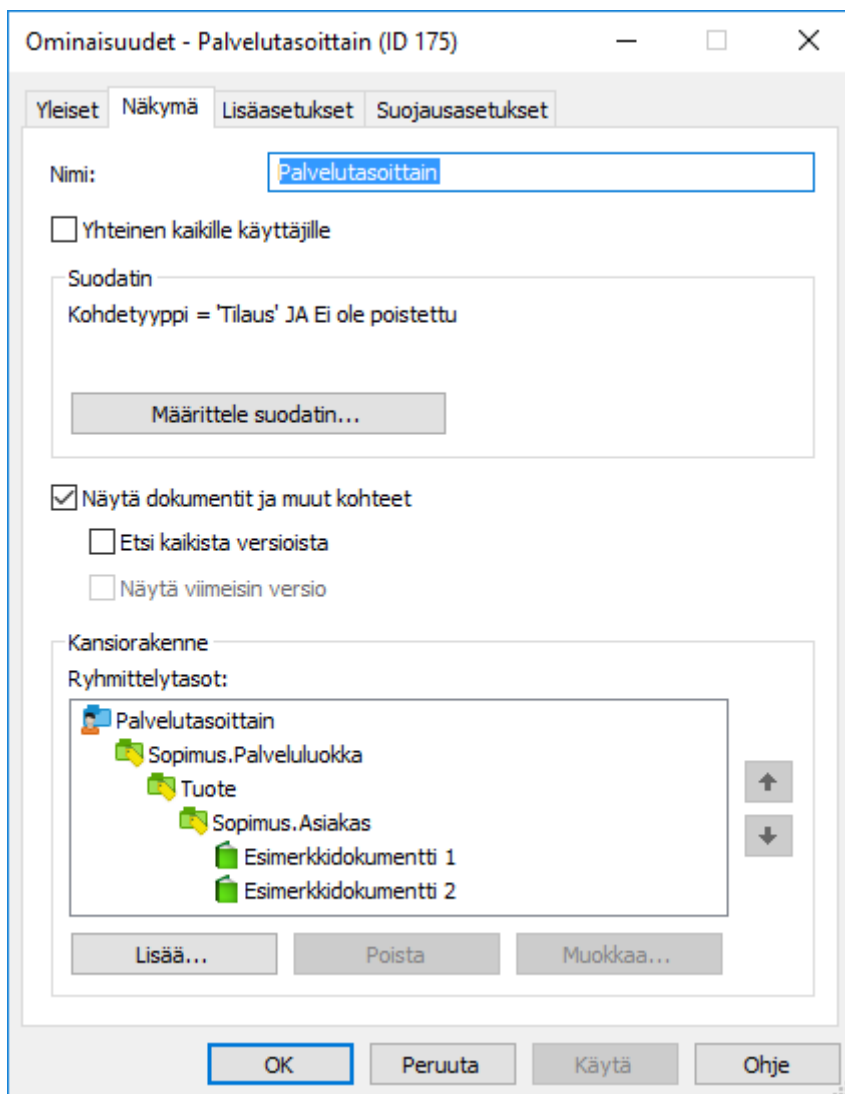 Ominaisuudet - Palvelutasoittain (ID 175)
Yleiset Näkymä Lisäasetukset Suojausasetukset
Nimi: Palvelutasoittain
Yhteinen kaikille käyttäjille
Suodatin
Kohdetyyppi = 'Tilaus' JA Ei ole poistettu
Määrittele suodatin...
Näytä dokumentit ja muut kohteet
Etsi kaikista versioista
Näytä viimeisin versio
Kansiorakenne
Ryhmittelytasot:
Palvelutasoittain
Sopimus.Palveluluokka
Tuote
Sopimus.Asiakas
Esimerkkidokumentti 1
Esimerkkidokumentti 2
Lisää... Poista Muokkaa...
OK Peruuta Käytä Ohje